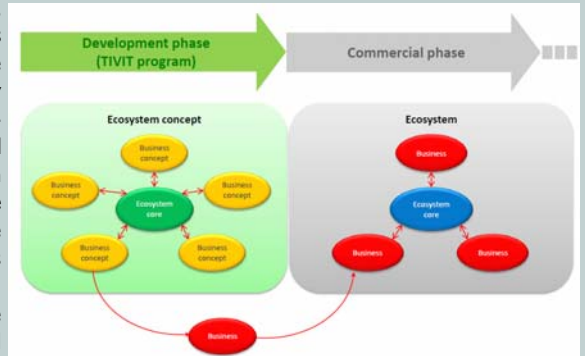 Development phase
(TIVIT program)
Commercial phase
Ecosystem concept
Business
concept
Business
concept
Business
concept
Ecosystem
core
Business
concept
Business
concept
Ecosystem
Business
Ecosystem
core
Business
Business
Business